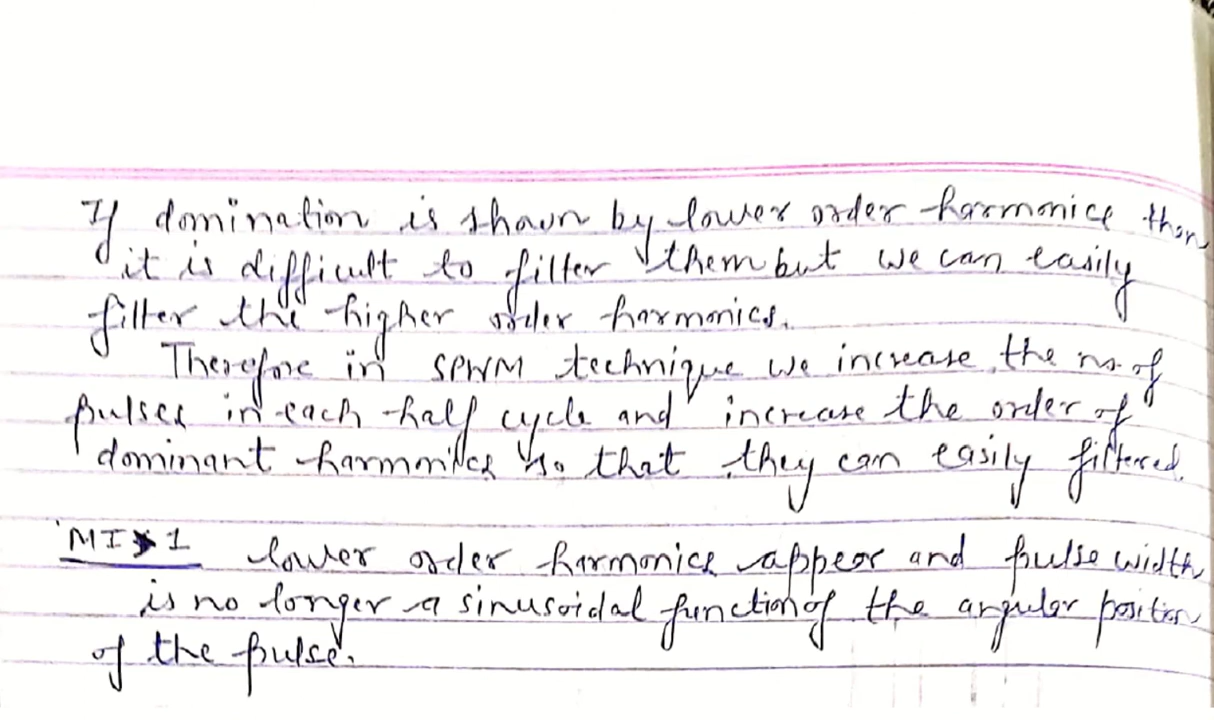 If domination is shown by lower order harmonics then
it is difficult to filter them but we can easily
filter the higher order harmonics.
Therefore in SPWM technique we increase the no. of
pulses in each half cycle and increase the order of
dominant harmonics so that they can easily filtered.
MI > 1 lower order harmonics appear and pulse width
is no longer a sinusoidal function of the angular position
of the pulse.